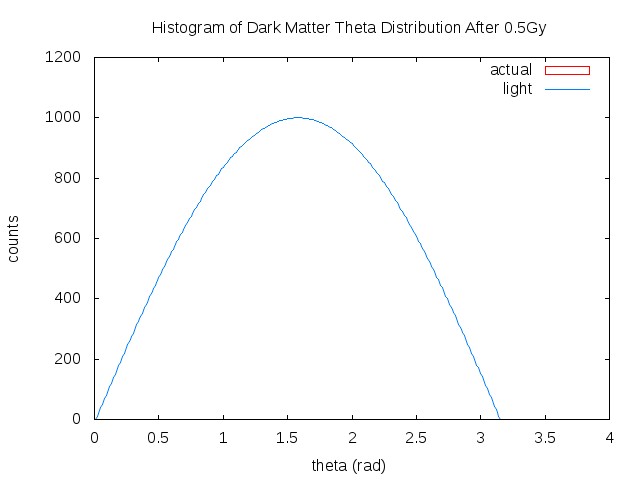 Histogram of Dark Matter Theta Distribution After 0.5Gy
actual
light
1200
1000
800
600
400
200
0
counts
0 0.5 1 1.5 2 2.5 3 3.5 4
theta (rad)